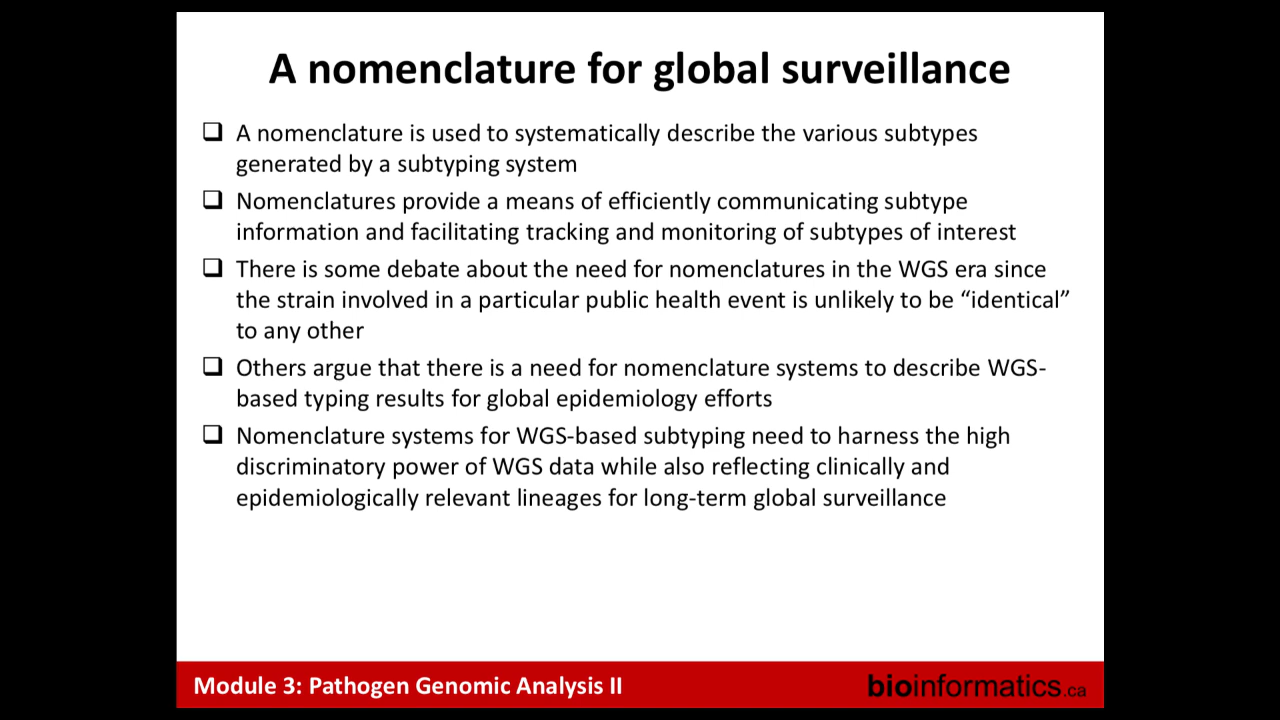 A nomenclature for global surveillance
A nomenclature is used to systematically describe the various subtypes
generated by a subtyping system
Nomenclatures provide a means of efficiently communicating subtype
information and facilitating tracking and monitoring of subtypes of interest
There is some debate about the need for nomenclatures in the WGS era since
the strain involved in a particular public health event is unlikely to be “identical”
to any other
Others argue that there is a need for nomenclature systems to describe WGS-
based typing results for global epidemiology efforts
Nomenclature systems for WGS-based subtyping need to harness the high
discriminatory power of WGS data while also reflecting clinically and
epidemiologically relevant lineages for long-term global surveillance
Module 3: Pathogen Genomic Analysis II
bioinformatics.ca